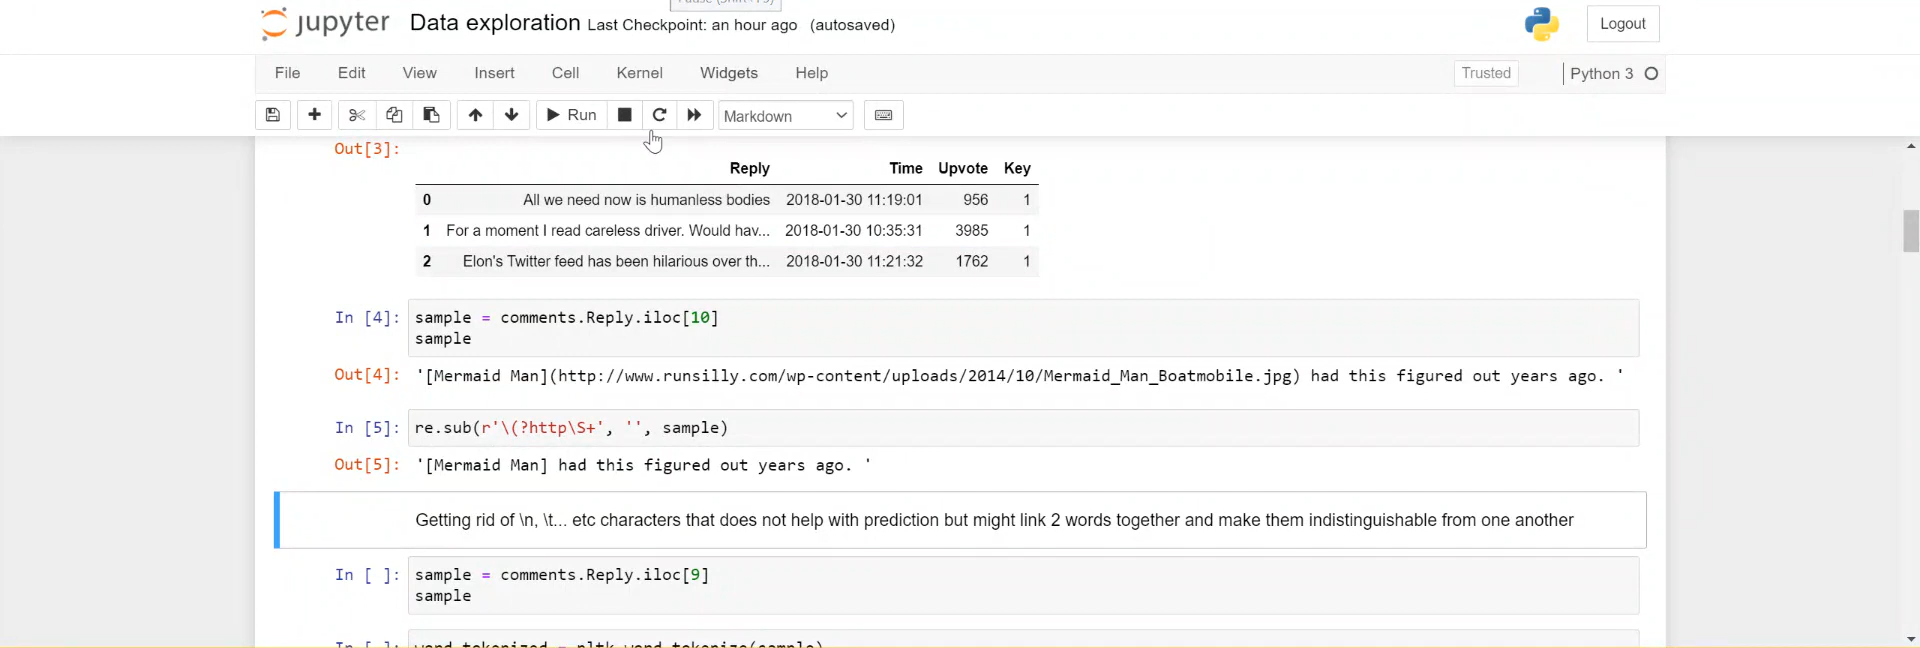 Pause (Shift+F9)
jupyter Data exploration Last Checkpoint: an hour ago (autosaved) Logout
File Edit View Insert Cell Kernel Widgets Help Trusted Python 3
Run Markdown
Out[3]:
Reply Time Upvote Key
0 All we need now is humanless bodies 2018-01-30 11:19:01 956 1
1 For a moment I read careless driver. Would hav... 2018-01-30 10:35:31 3985 1
2 Elon's Twitter feed has been hilarious over th... 2018-01-30 11:21:32 1762 1
In [4]: sample = comments.Reply.iloc[10]
sample
Out[4]: '[Mermaid Man](http://www.runsilly.com/wp-content/uploads/2014/10/Mermaid_Man_Boatmobile.jpg) had this figured out years ago. '
In [5]: re.sub(r'\(?http\S+', '', sample)
Out[5]: '[Mermaid Man] had this figured out years ago. '
Getting rid of \n, \t... etc characters that does not help with prediction but might link 2 words together and make them indistinguishable from one another
In [ ]: sample = comments.Reply.iloc[9]
sample
In [ ]: word_tokenized = nltk.word_tokenize(sample)